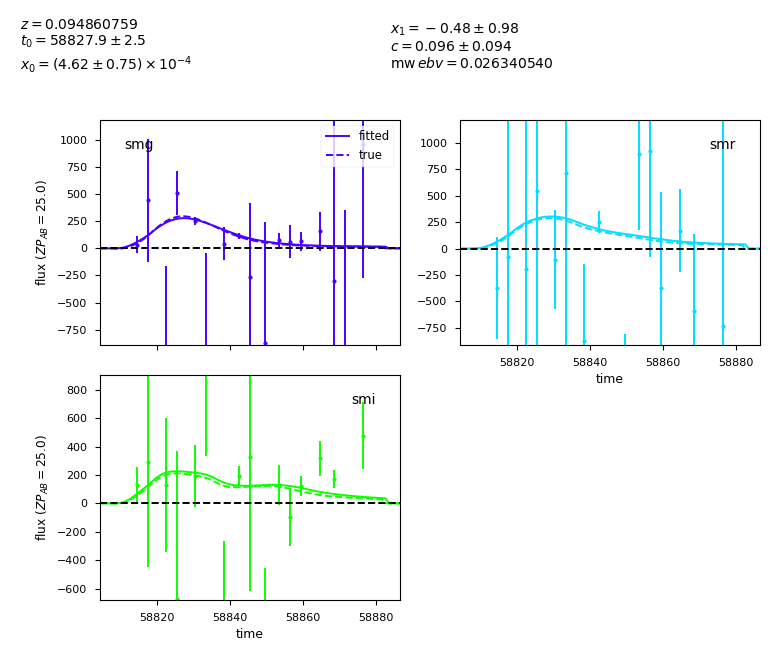 z = 0.094860759
t₀ = 58827.9 ± 2.5
x₀ = (4.62 ± 0.75) × 10⁻⁴
x₁ = −0.48 ± 0.98
c = 0.096 ± 0.094
mw ebv = 0.026340540
smg
fitted
true
1000
750
500
250
0
−250
−500
−750
flux (ZP_AB = 25.0)
smr
1000
750
500
250
0
−250
−500
−750
58820
58840
58860
58880
time
smi
800
600
400
200
0
−200
−400
−600
flux (ZP_AB = 25.0)
58820
58840
58860
58880
time